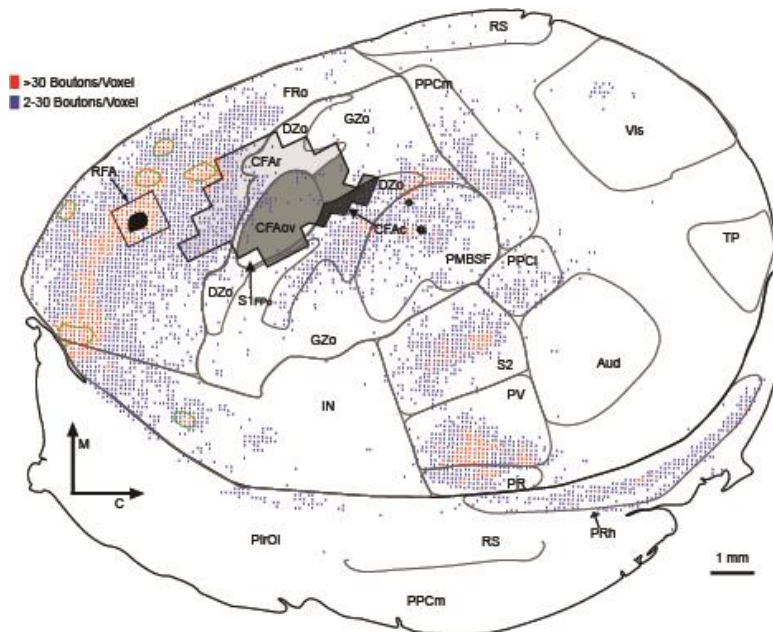 RS
>30 Boutons/Voxel
2-30 Boutons/Voxel
FRo
PPCm
GZo
DZo
Vis
CFAr
RFA
DZo
CFAov
CFAc
TP
PMBSF
PPCl
DZo
S1FPo
GZo
Aud
S2
IN
PV
M
PR
C
PRh
PirOl
RS
1 mm
PPCm